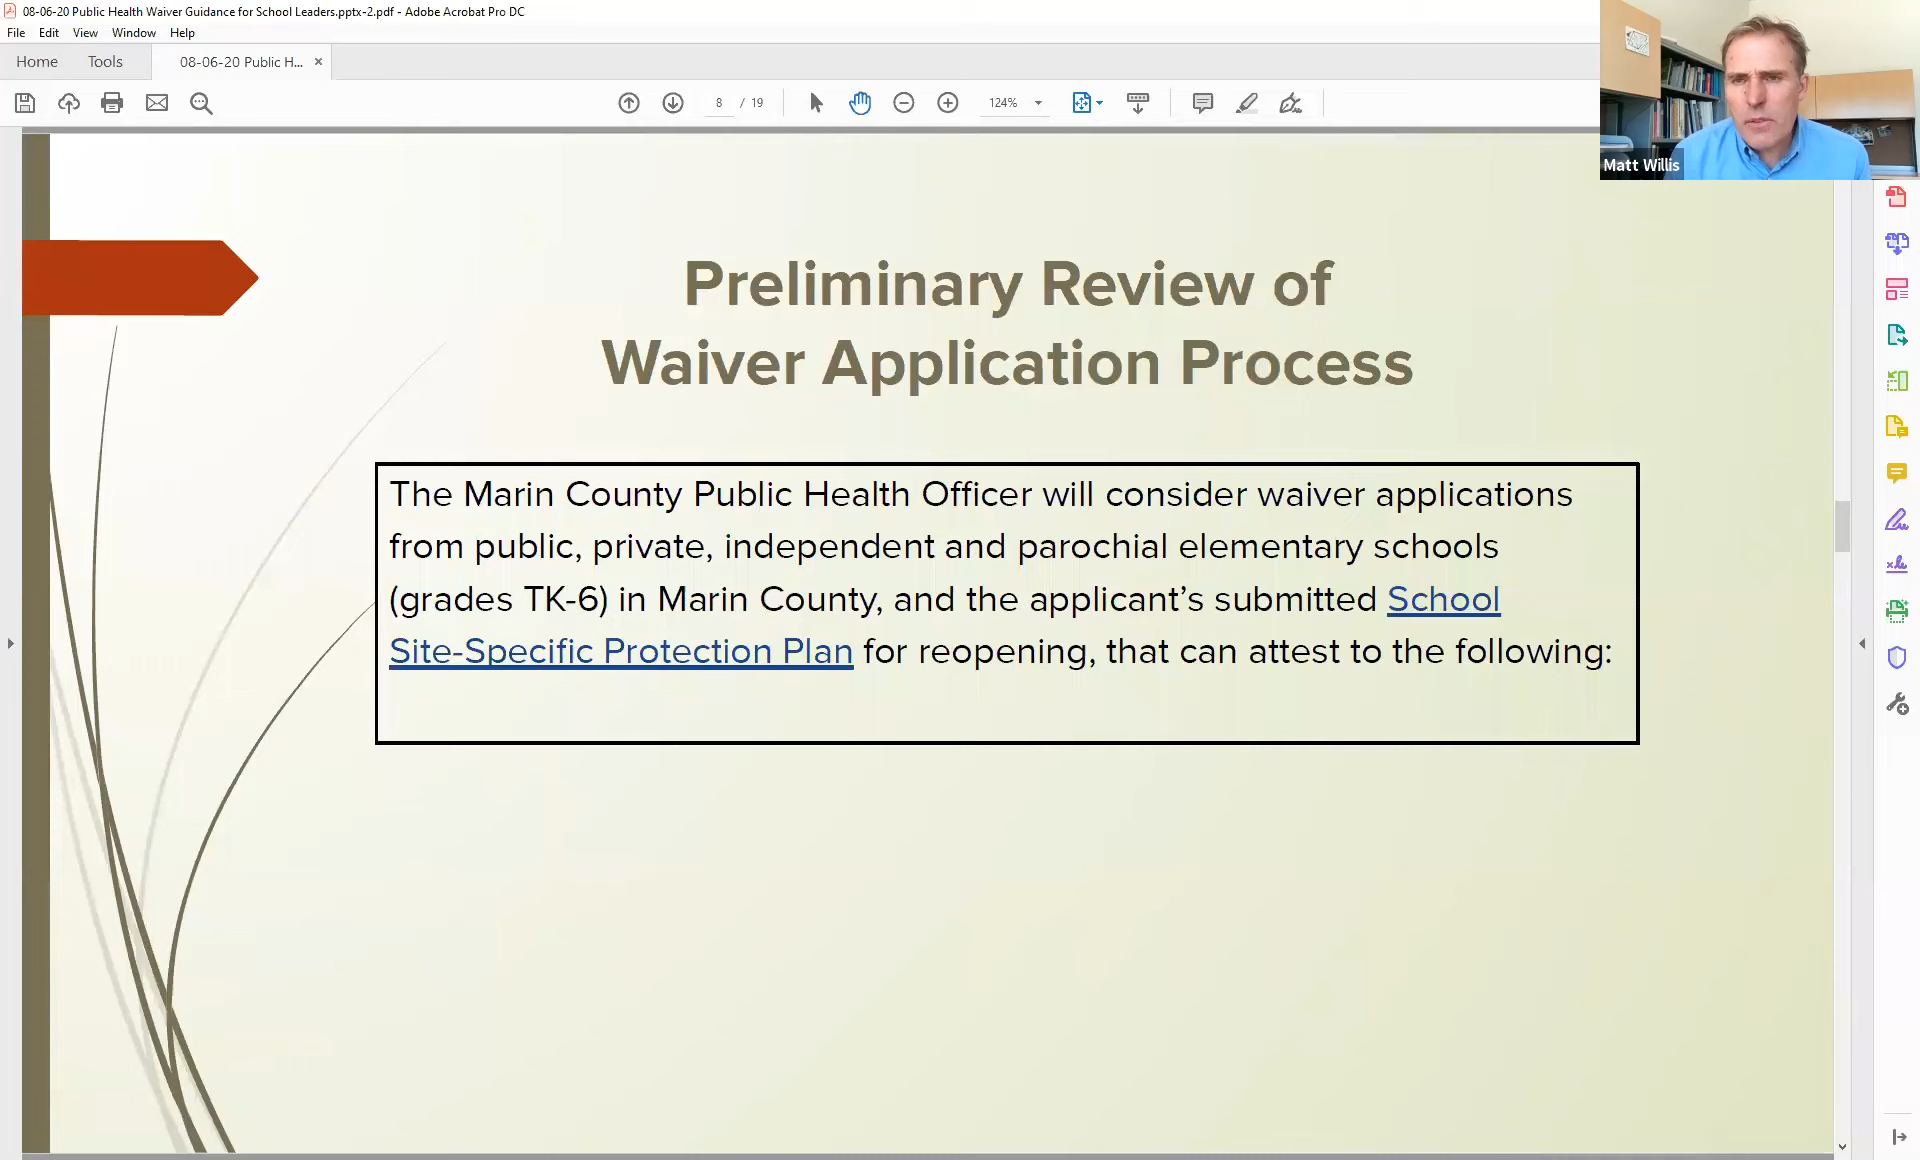 08-06-20 Public Health Waiver Guidance for School Leaders.pptx-2.pdf - Adobe Acrobat Pro DC
File Edit View Window Help
Home Tools 08-06-20 Public H... ×
8 / 19 124%
Matt Willis
Preliminary Review of
Waiver Application Process
The Marin County Public Health Officer will consider waiver applications
from public, private, independent and parochial elementary schools
(grades TK-6) in Marin County, and the applicant’s submitted School
Site-Specific Protection Plan for reopening, that can attest to the following: